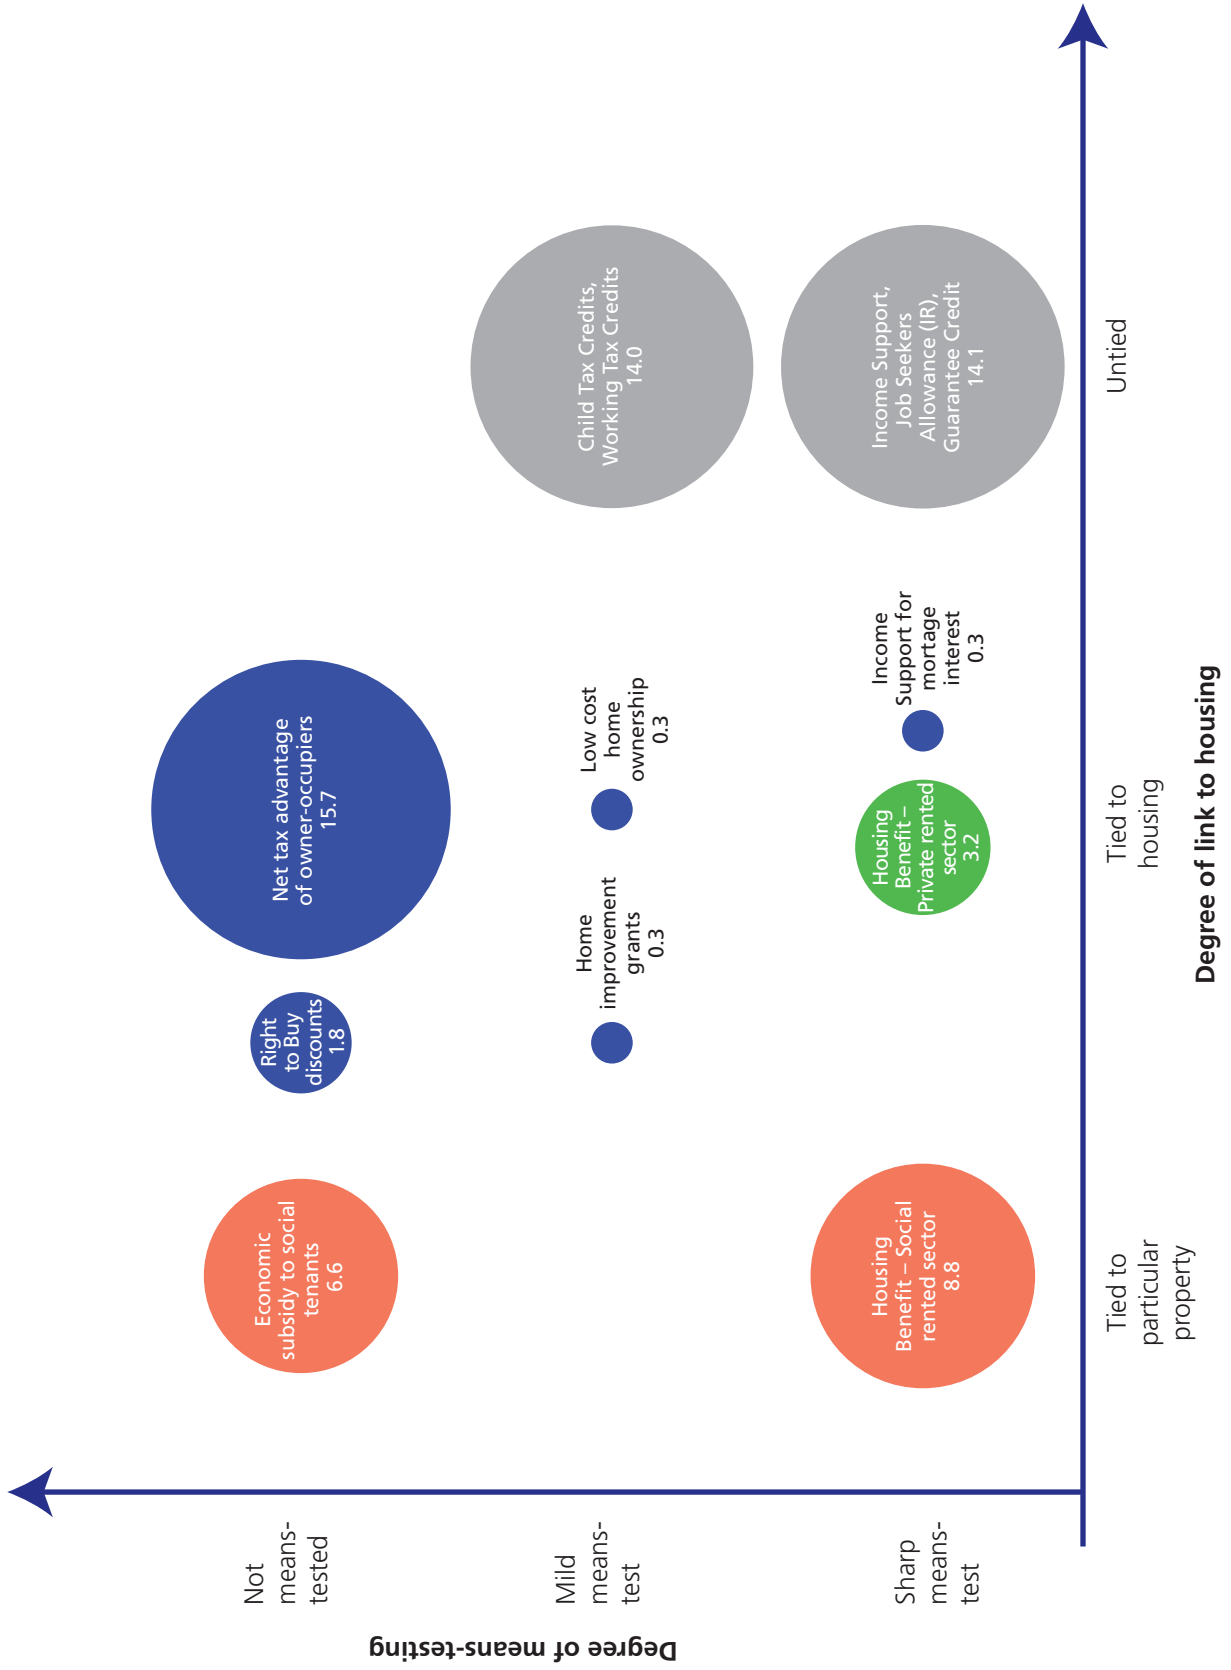 Degree of means-testing
Not
means-
tested
Mild
means-
test
Sharp
means-
test
Economic
subsidy to social
tenants
6.6
Right
to Buy
discounts
1.8
Net tax advantage
of owner-occupiers
15.7
Home
improvement
grants
0.3
Low cost
home
ownership
0.3
Child Tax Credits,
Working Tax Credits
14.0
Housing
Benefit – Social
rented sector
8.8
Housing
Benefit –
Private rented
sector
3.2
Income
Support for
mortage
interest
0.3
Income Support,
Job Seekers
Allowance (IR),
Guarantee Credit
14.1
Tied to
particular
property
Tied to
housing
Untied
Degree of link to housing